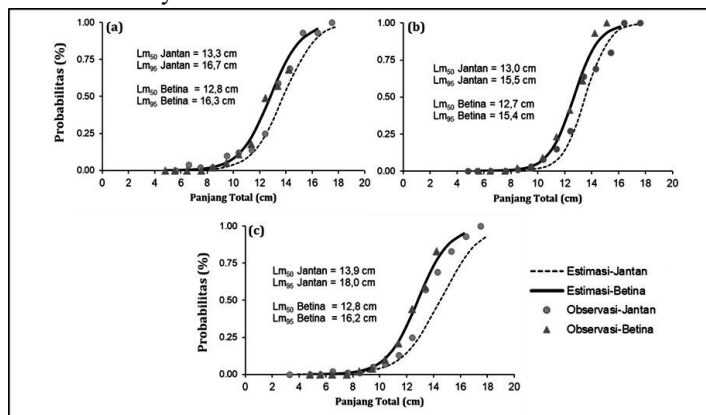 (a)
Lm50 Jantan = 13,3 cm
Lm95 Jantan = 16,7 cm
Lm50 Betina = 12,8 cm
Lm95 Betina = 16,3 cm
Probabilitas (%)
1.00
0.75
0.50
0.25
0.00
0 2 4 6 8 10 12 14 16 18 20
Panjang Total (cm)
(b)
Lm50 Jantan = 13,0 cm
Lm95 Jantan = 15,5 cm
Lm50 Betina = 12,7 cm
Lm95 Betina = 15,4 cm
1.00
0.75
0.50
0.25
0.00
0 2 4 6 8 10 12 14 16 18 20
Panjang Total (cm)
(c)
Lm50 Jantan = 13,9 cm
Lm95 Jantan = 18,0 cm
Lm50 Betina = 12,8 cm
Lm95 Betina = 16,2 cm
Probabilitas (%)
1.00
0.75
0.50
0.25
0.00
0 2 4 6 8 10 12 14 16 18 20
Panjang Total (cm)
Estimasi-Jantan
Estimasi-Betina
Observasi-Jantan
Observasi-Betina